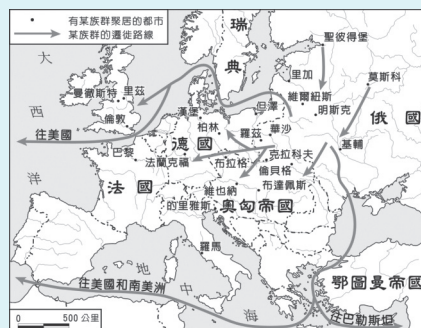 有某族群聚居的都市
某族群的遷徙路線
瑞典
聖彼得堡
大西洋
里加
莫斯科
曼徹斯特
里茲
維爾紐斯
但澤
明斯克
漢堡
俄國
倫敦
柏林
羅茲
華沙
往美國
德國
基輔
巴黎
克拉科夫
法蘭克福
布拉格
倫貝格
法國
維也納
布達佩斯
的里雅斯特
奧匈帝國
羅馬
地中海
鄂圖曼帝國
往美國和南美洲
往巴勒斯坦
0 500 公里